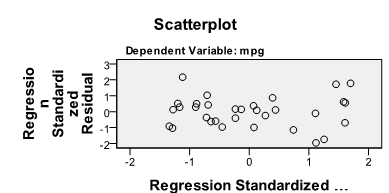 Scatterplot
Dependent Variable: mpg
Regressio
n
Standardi
zed
Residual
3
2
1
0
-1
-2
-2
-1
0
1
2
Regression Standardized ...